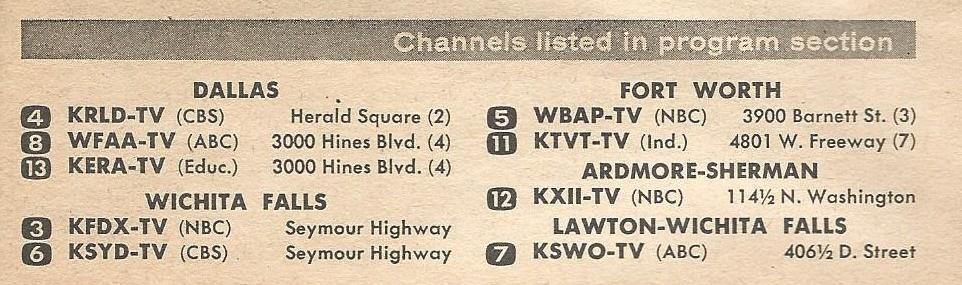 Channels listed in program section
DALLAS
4 KRLD-TV (CBS) Herald Square (2)
8 WFAA-TV (ABC) 3000 Hines Blvd. (4)
13 KERA-TV (Educ.) 3000 Hines Blvd. (4)
WICHITA FALLS
3 KFDX-TV (NBC) Seymour Highway
6 KSYD-TV (CBS) Seymour Highway
FORT WORTH
5 WBAP-TV (NBC) 3900 Barnett St. (3)
11 KTVT-TV (Ind.) 4801 W. Freeway (7)
ARDMORE-SHERMAN
12 KXII-TV (NBC) 114½ N. Washington
LAWTON-WICHITA FALLS
7 KSWO-TV (ABC) 406½ D. Street